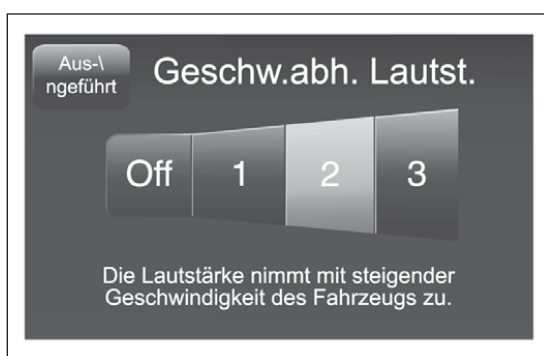 Aus-\
ngeführt
Geschw.abh. Lautst.
Off 1 2 3
Die Lautstärke nimmt mit steigender
Geschwindigkeit des Fahrzeugs zu.